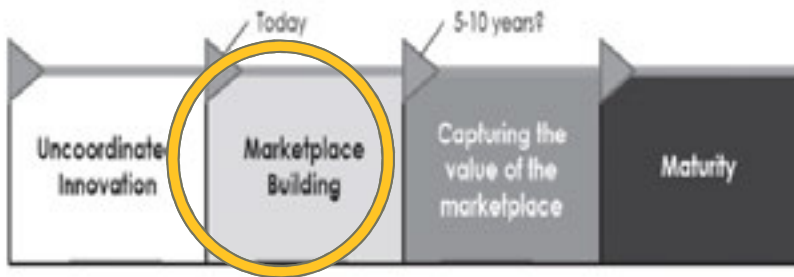 Today
5-10 years?
Uncoordinate
Innovation
Marketplace
Building
Capturing the
value of the
marketplace
Maturity